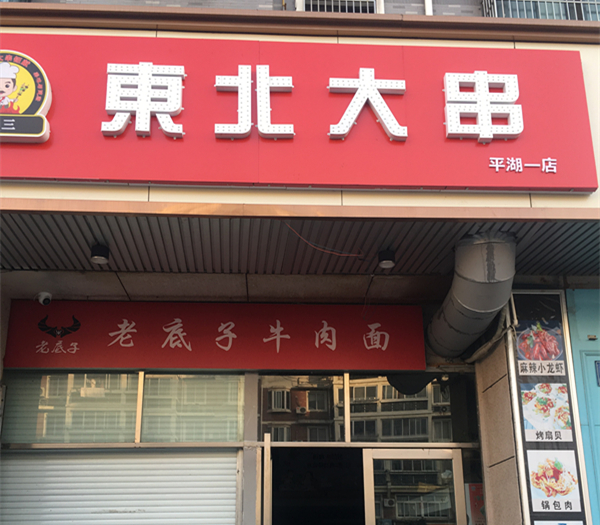 東北大串
三
平湖一店
老底子
老底子牛肉面
麻辣小龙虾
烤扇贝
锅包肉